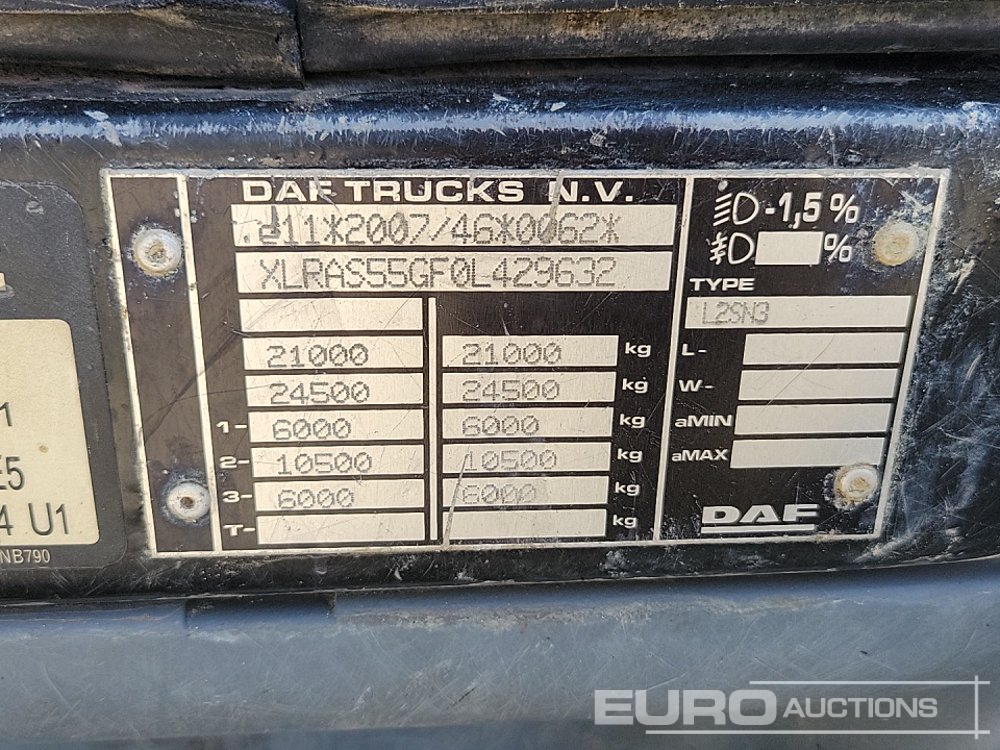 DAF TRUCKS N.V.
e11*2007/46*0062*
XLRAS55GF0L429632
21000 21000 kg
24500 24500 kg
1- 6000 6000 kg
2- 10500 10500 kg
3- 6000 6000 kg
T- kg
-1,5%
%
TYPE
L2SN3
L-
W-
aMIN
aMAX
DAF
1
E5
4 U1
NB790
EURO AUCTIONS